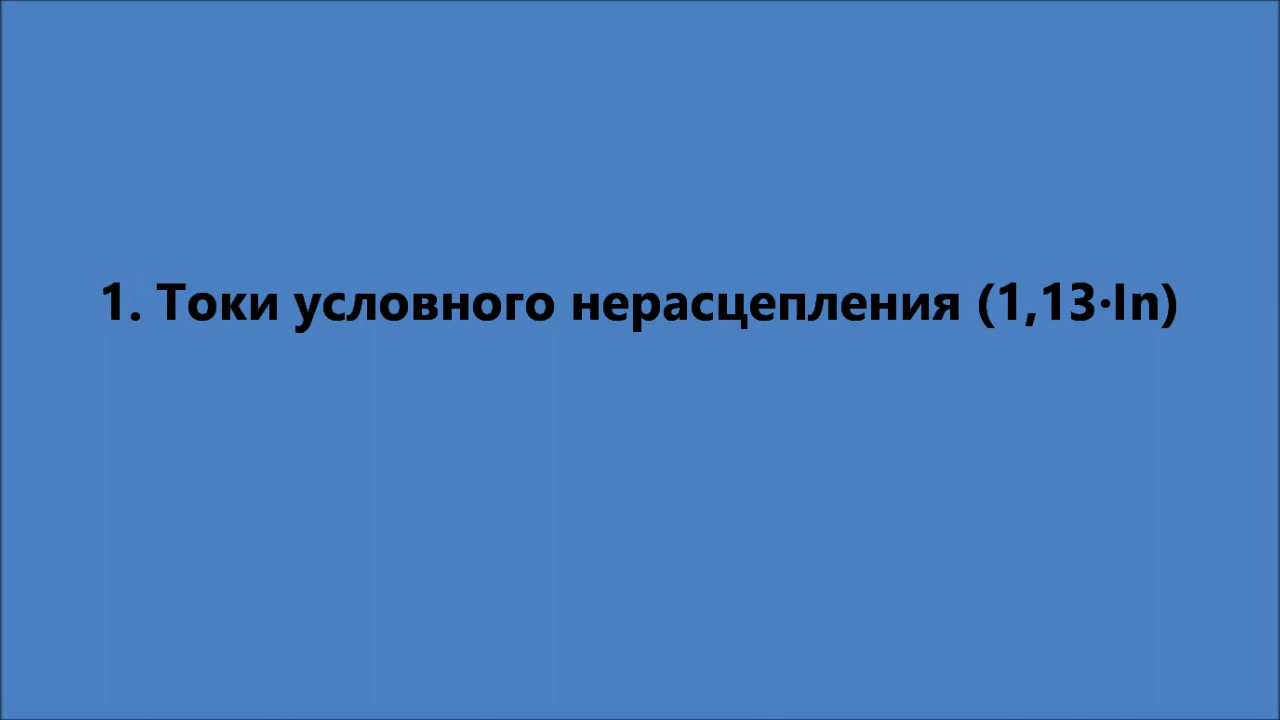 1. Токи условного нерасцепления (1,13·In)